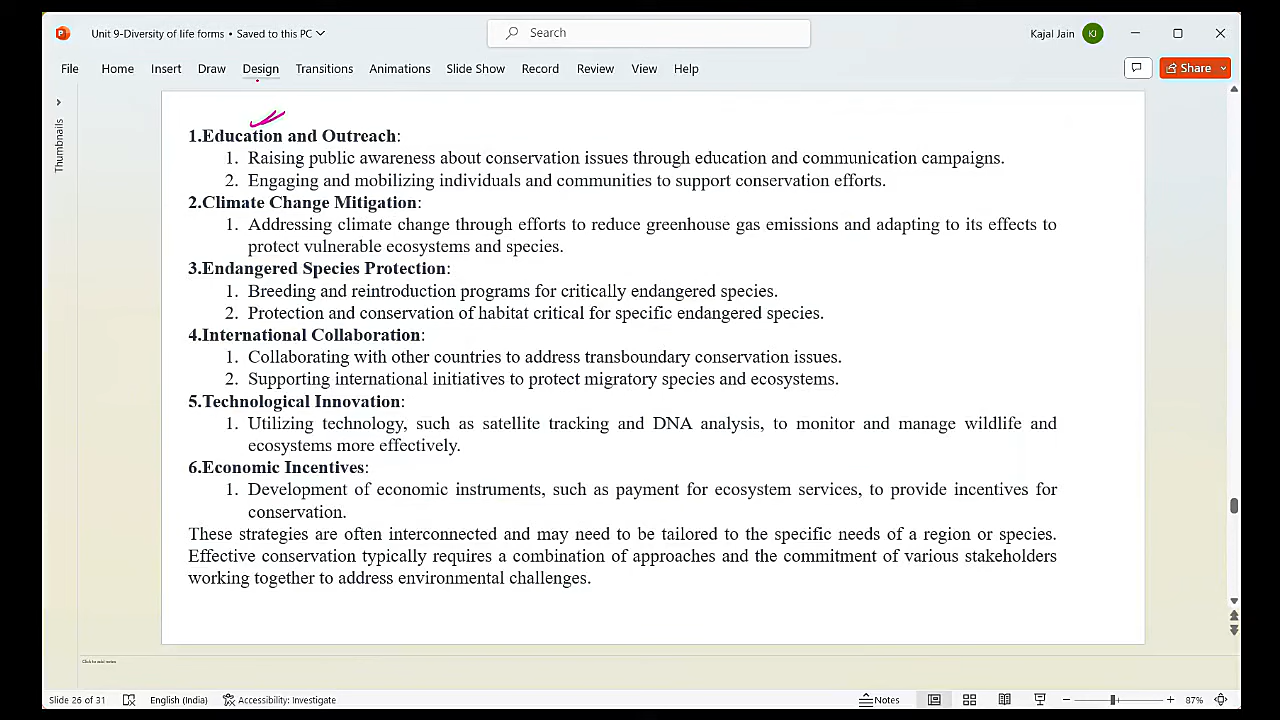 Unit 9-Diversity of life forms • Saved to this PC
Search
Kajal Jain KJ
File Home Insert Draw Design Transitions Animations Slide Show Record Review View Help
Share
Thumbnails
1.Education and Outreach:
1. Raising public awareness about conservation issues through education and communication campaigns.
2. Engaging and mobilizing individuals and communities to support conservation efforts.
2.Climate Change Mitigation:
1. Addressing climate change through efforts to reduce greenhouse gas emissions and adapting to its effects to
protect vulnerable ecosystems and species.
3.Endangered Species Protection:
1. Breeding and reintroduction programs for critically endangered species.
2. Protection and conservation of habitat critical for specific endangered species.
4.International Collaboration:
1. Collaborating with other countries to address transboundary conservation issues.
2. Supporting international initiatives to protect migratory species and ecosystems.
5.Technological Innovation:
1. Utilizing technology, such as satellite tracking and DNA analysis, to monitor and manage wildlife and
ecosystems more effectively.
6.Economic Incentives:
1. Development of economic instruments, such as payment for ecosystem services, to provide incentives for
conservation.
These strategies are often interconnected and may need to be tailored to the specific needs of a region or species.
Effective conservation typically requires a combination of approaches and the commitment of various stakeholders
working together to address environmental challenges.
Click to add notes
Slide 26 of 31 English (India) Accessibility: Investigate Notes 87%